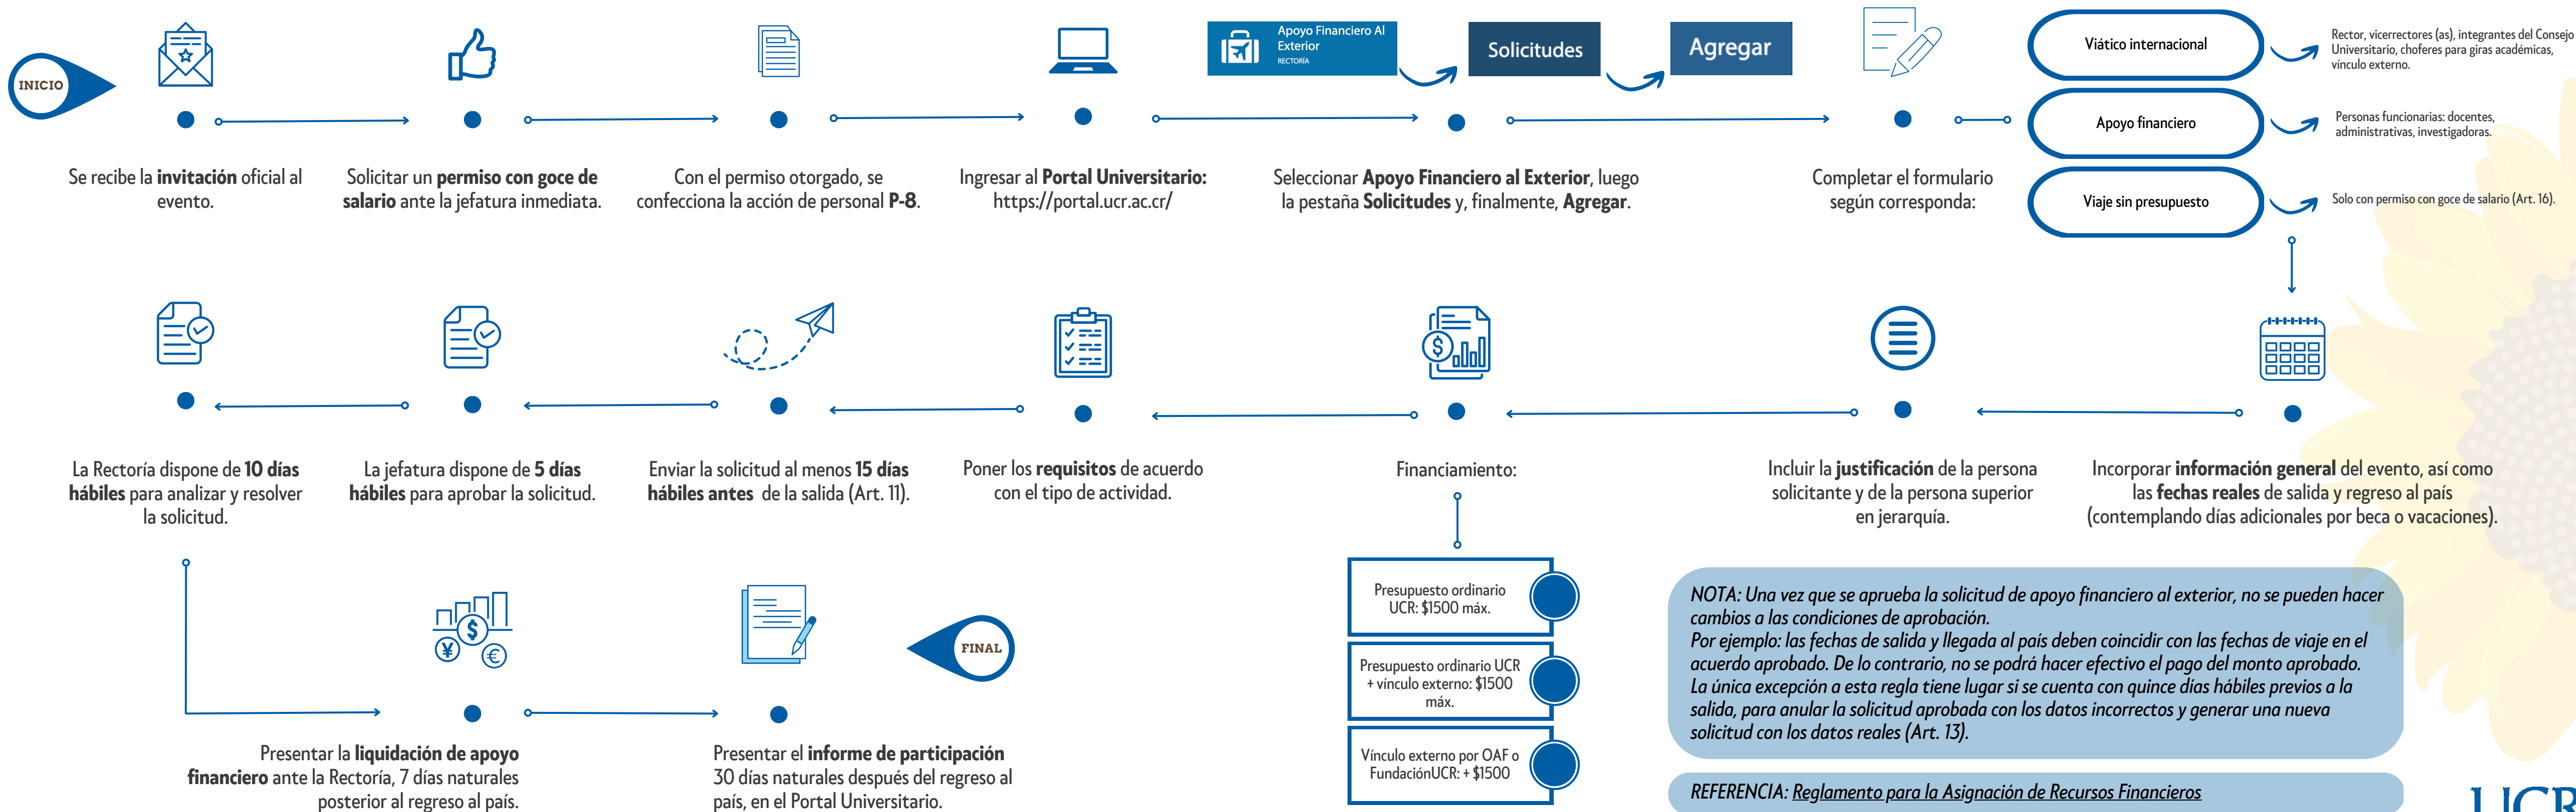 INICIO
Se recibe la invitación oficial al
evento.
Solicitar un permiso con goce de
salario ante la jefatura inmediata.
Con el permiso otorgado, se
confecciona la acción de personal P-8.
Ingresar al Portal Universitario:
https://portal.ucr.ac.cr/
Apoyo Financiero Al
Exterior
RECTORÍA
Solicitudes
Agregar
Seleccionar Apoyo Financiero al Exterior, luego
la pestaña Solicitudes y, finalmente, Agregar.
Completar el formulario
según corresponda:
Viático internacional
Rector, vicerrectores (as), integrantes del Consejo
Universitario, choferes para giras académicas,
vínculo externo.
Apoyo financiero
Personas funcionarias: docentes,
administrativas, investigadoras.
Viaje sin presupuesto
Solo con permiso con goce de salario (Art. 16).
Incorporar información general del evento, así como
las fechas reales de salida y regreso al país
(contemplando días adicionales por beca o vacaciones).
Incluir la justificación de la persona
solicitante y de la persona superior
en jerarquía.
Financiamiento:
Presupuesto ordinario
UCR: $1500 máx.
Presupuesto ordinario UCR
+ vínculo externo: $1500
máx.
Vínculo externo por OAF o
FundaciónUCR: + $1500
Poner los requisitos de acuerdo
con el tipo de actividad.
Enviar la solicitud al menos 15 días
hábiles antes de la salida (Art. 11).
La jefatura dispone de 5 días
hábiles para aprobar la solicitud.
La Rectoría dispone de 10 días
hábiles para analizar y resolver
la solicitud.
Presentar la liquidación de apoyo
financiero ante la Rectoría, 7 días naturales
posterior al regreso al país.
Presentar el informe de participación
30 días naturales después del regreso al
país, en el Portal Universitario.
FINAL
NOTA: Una vez que se aprueba la solicitud de apoyo financiero al exterior, no se pueden hacer
cambios a las condiciones de aprobación.
Por ejemplo: las fechas de salida y llegada al país deben coincidir con las fechas de viaje en el
acuerdo aprobado. De lo contrario, no se podrá hacer efectivo el pago del monto aprobado.
La única excepción a esta regla tiene lugar si se cuenta con quince días hábiles previos a la
salida, para anular la solicitud aprobada con los datos incorrectos y generar una nueva
solicitud con los datos reales (Art. 13).
REFERENCIA: Reglamento para la Asignación de Recursos Financieros
UCR